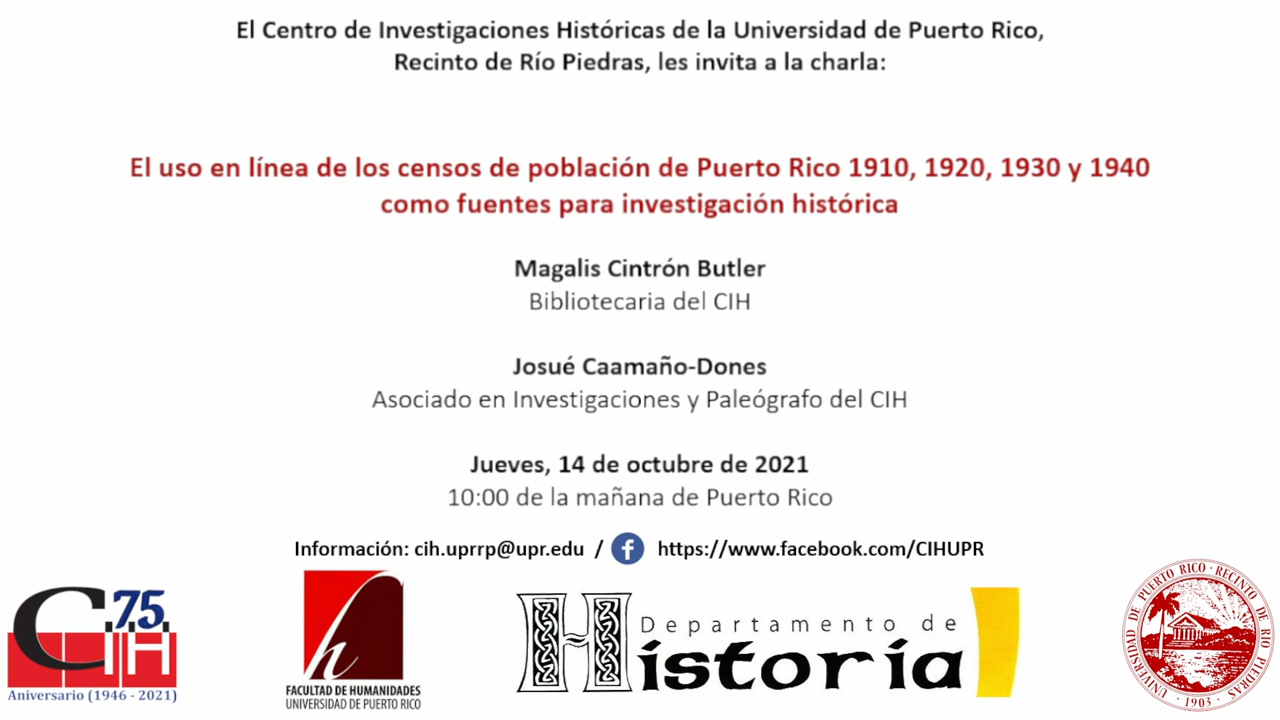 El Centro de Investigaciones Históricas de la Universidad de Puerto Rico,
Recinto de Río Piedras, les invita a la charla:
El uso en línea de los censos de población de Puerto Rico 1910, 1920, 1930 y 1940
como fuentes para investigación histórica
Magalis Cintrón Butler
Bibliotecaria del CIH
Josué Caamaño-Dones
Asociado en Investigaciones y Paleógrafo del CIH
Jueves, 14 de octubre de 2021
10:00 de la mañana de Puerto Rico
Información: cih.uprrp@upr.edu / f https://www.facebook.com/CIHUPR
C.I.H. 75
Aniversario (1946 - 2021)
h
FACULTAD DE HUMANIDADES
UNIVERSIDAD DE PUERTO RICO
Departamento de
Historia
UNIVERSIDAD DE PUERTO RICO · RECINTO DE RÍO PIEDRAS
· 1903 ·